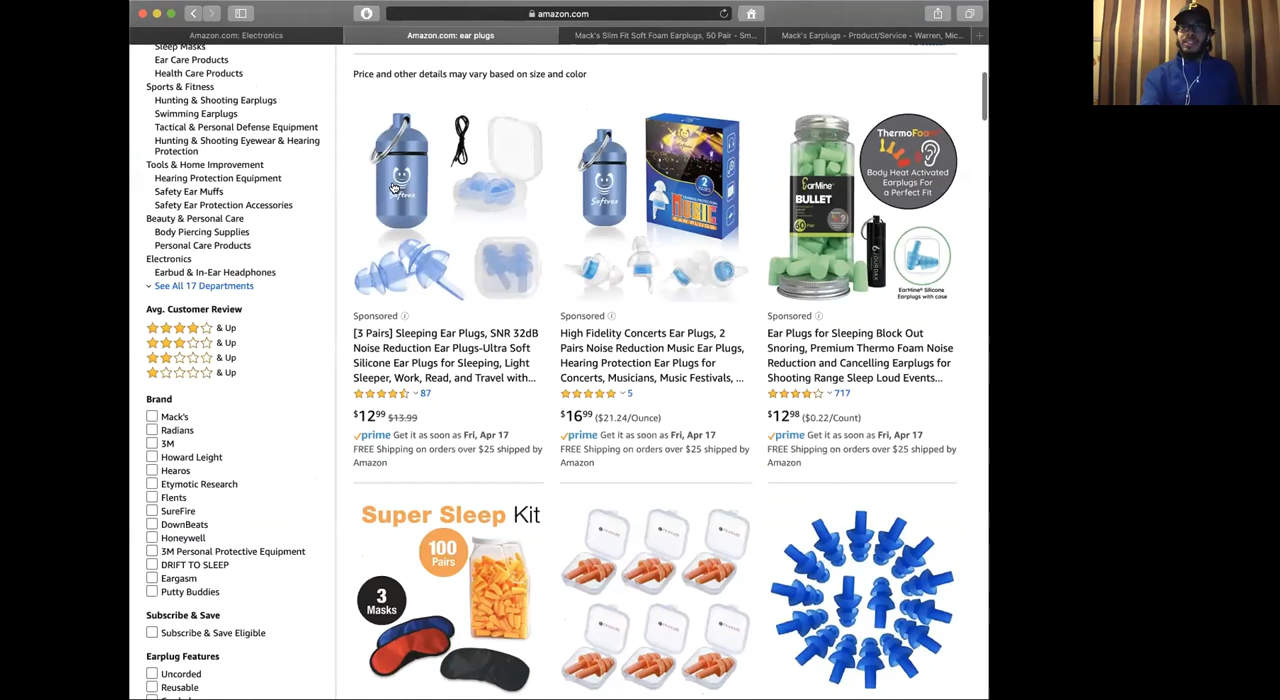 amazon.com
Amazon.com: Electronics
Amazon.com: ear plugs
Mack's Slim Fit Soft Foam Earplugs, 50 Pair - Sm...
Mack's Earplugs - Product/Service - Warren, Mic...
Sleep Masks
Ear Care Products
Health Care Products
Sports & Fitness
Hunting & Shooting Earplugs
Swimming Earplugs
Tactical & Personal Defense Equipment
Hunting & Shooting Eyewear & Hearing
Protection
Tools & Home Improvement
Hearing Protection Equipment
Safety Ear Muffs
Safety Ear Protection Accessories
Beauty & Personal Care
Body Piercing Supplies
Personal Care Products
Electronics
Earbud & In-Ear Headphones
See All 17 Departments
Avg. Customer Review
& Up
& Up
& Up
& Up
Brand
Mack's
Radians
3M
Howard Leight
Hearos
Etymotic Research
Flents
SureFire
DownBeats
Honeywell
3M Personal Protective Equipment
DRIFT TO SLEEP
Eargasm
Putty Buddies
Subscribe & Save
Subscribe & Save Eligible
Earplug Features
Uncorded
Reusable
Price and other details may vary based on size and color
Softvox
Sponsored
[3 Pairs] Sleeping Ear Plugs, SNR 32dB
Noise Reduction Ear Plugs-Ultra Soft
Silicone Ear Plugs for Sleeping, Light
Sleeper, Work, Read, and Travel with...
87
$12 99 $13.99
prime Get it as soon as Fri, Apr 17
FREE Shipping on orders over $25 shipped by
Amazon
Softvox
2
MUSIC
Sponsored
High Fidelity Concerts Ear Plugs, 2
Pairs Noise Reduction Music Ear Plugs,
Hearing Protection Ear Plugs for
Concerts, Musicians, Music Festivals, ...
5
$16 99 ($21.24/Ounce)
prime Get it as soon as Fri, Apr 17
FREE Shipping on orders over $25 shipped by
Amazon
EarMine
BULLET
60
ThermoFoam
Body Heat Activated
Earplugs For
a Perfect Fit
EarMine® Silicone
Earplugs with case
Sponsored
Ear Plugs for Sleeping Block Out
Snoring, Premium Thermo Foam Noise
Reduction and Cancelling Earplugs for
Shooting Range Sleep Loud Events...
717
$12 98 ($0.22/Count)
prime Get it as soon as Fri, Apr 17
FREE Shipping on orders over $25 shipped by
Amazon
Super Sleep Kit
100
Pairs
3
Masks